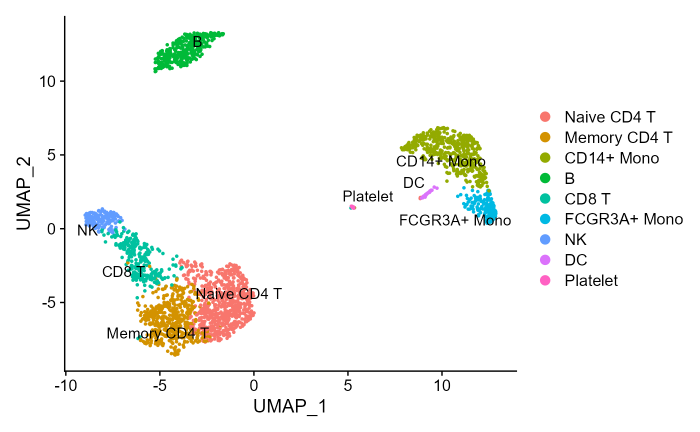 UMAP_2
10
5
0
-5
-10
-5
0
5
10
UMAP_1
B
CD14+ Mono
DC
Platelet
FCGR3A+ Mono
NK
CD8 T
Naive CD4 T
Memory CD4 T
Naive CD4 T
Memory CD4 T
CD14+ Mono
B
CD8 T
FCGR3A+ Mono
NK
DC
Platelet